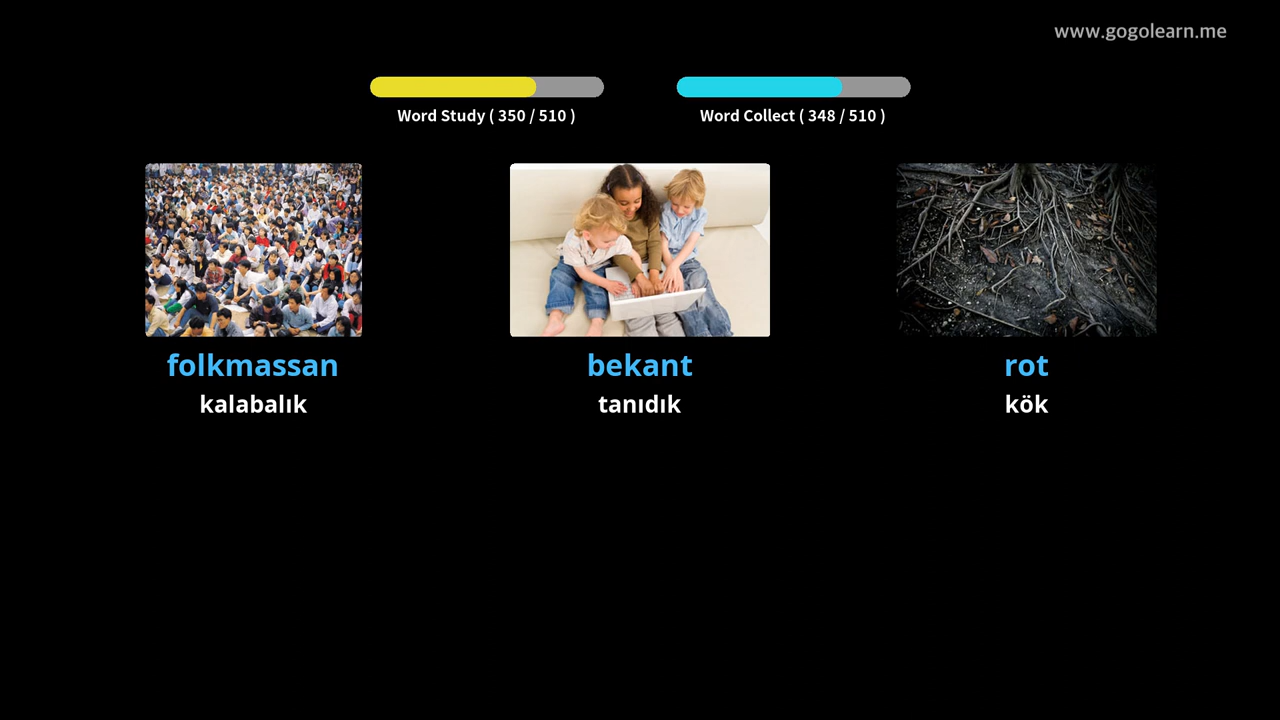 www.gogolearn.me
Word Study ( 350 / 510 )
Word Collect ( 348 / 510 )
folkmassan
kalabalık
bekant
tanıdık
rot
kök